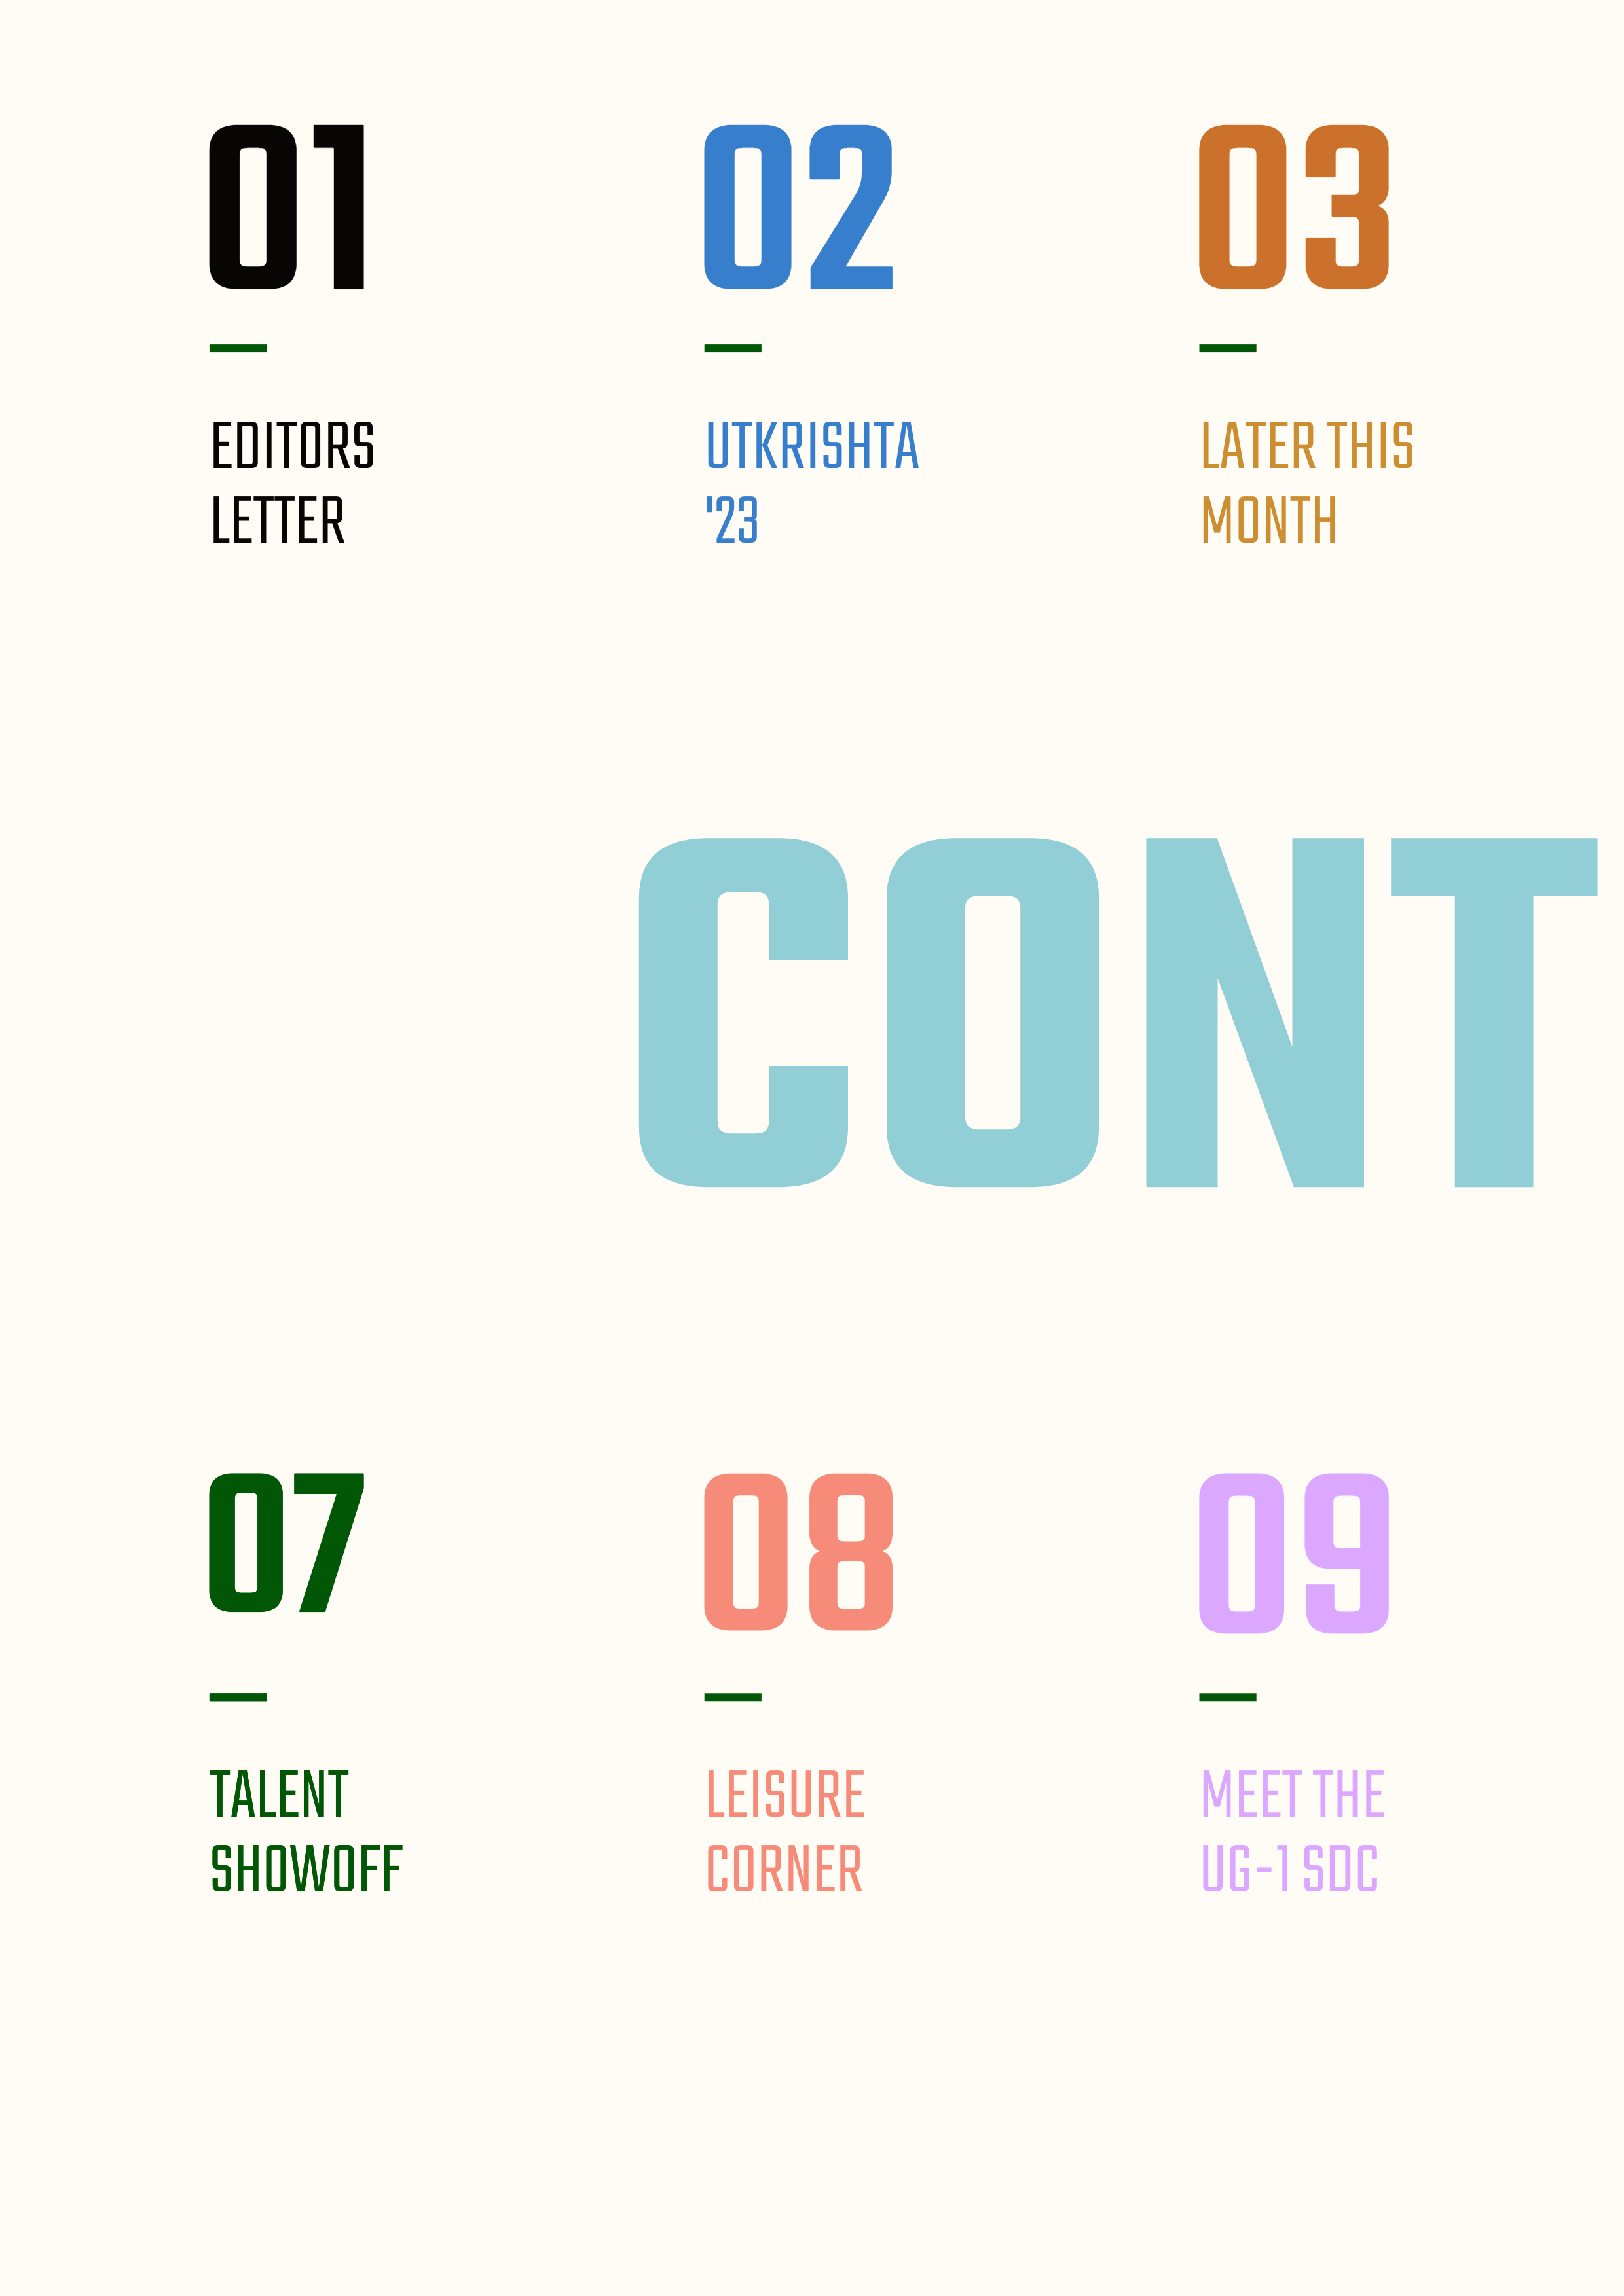 01
EDITORS
LETTER
02
UTKRISHTA
'23
03
LATER THIS
MONTH
CONT
07
TALENT
SHOWOFF
08
LEISURE
CORNER
09
MEET THE
UG-1 SDC